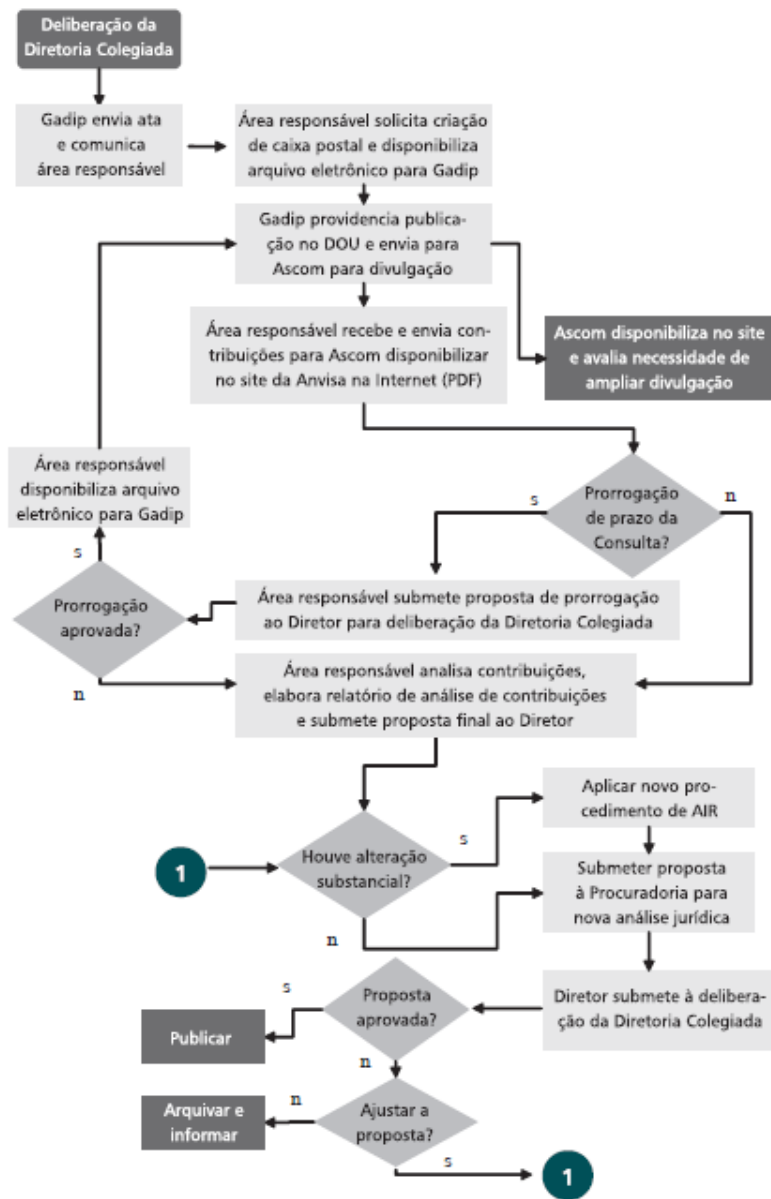 Deliberação da
Diretoria Colegiada
Gadip envia ata
e comunica
área responsável
Área responsável solicita criação
de caixa postal e disponibiliza
arquivo eletrônico para Gadip
Gadip providencia publica-
ção no DOU e envia para
Ascom para divulgação
Área responsável recebe e envia con-
tribuições para Ascom disponibilizar
no site da Anvisa na Internet (PDF)
Ascom disponibiliza no site
e avalia necessidade de
ampliar divulgação
Área responsável
disponibiliza arquivo
eletrônico para Gadip
s
Prorrogação
de prazo da
Consulta?
n
s
Prorrogação
aprovada?
n
Área responsável submete proposta de prorrogação
ao Diretor para deliberação da Diretoria Colegiada
Área responsável analisa contribuições,
elabora relatório de análise de contribuições
e submete proposta final ao Diretor
1
Houve alteração
substancial?
s
n
Aplicar novo pro-
cedimento de AIR
Submeter proposta
à Procuradoria para
nova análise jurídica
Diretor submete à delibera-
ção da Diretoria Colegiada
Proposta
aprovada?
s
Publicar
n
Ajustar a
proposta?
n
Arquivar e
informar
s
1